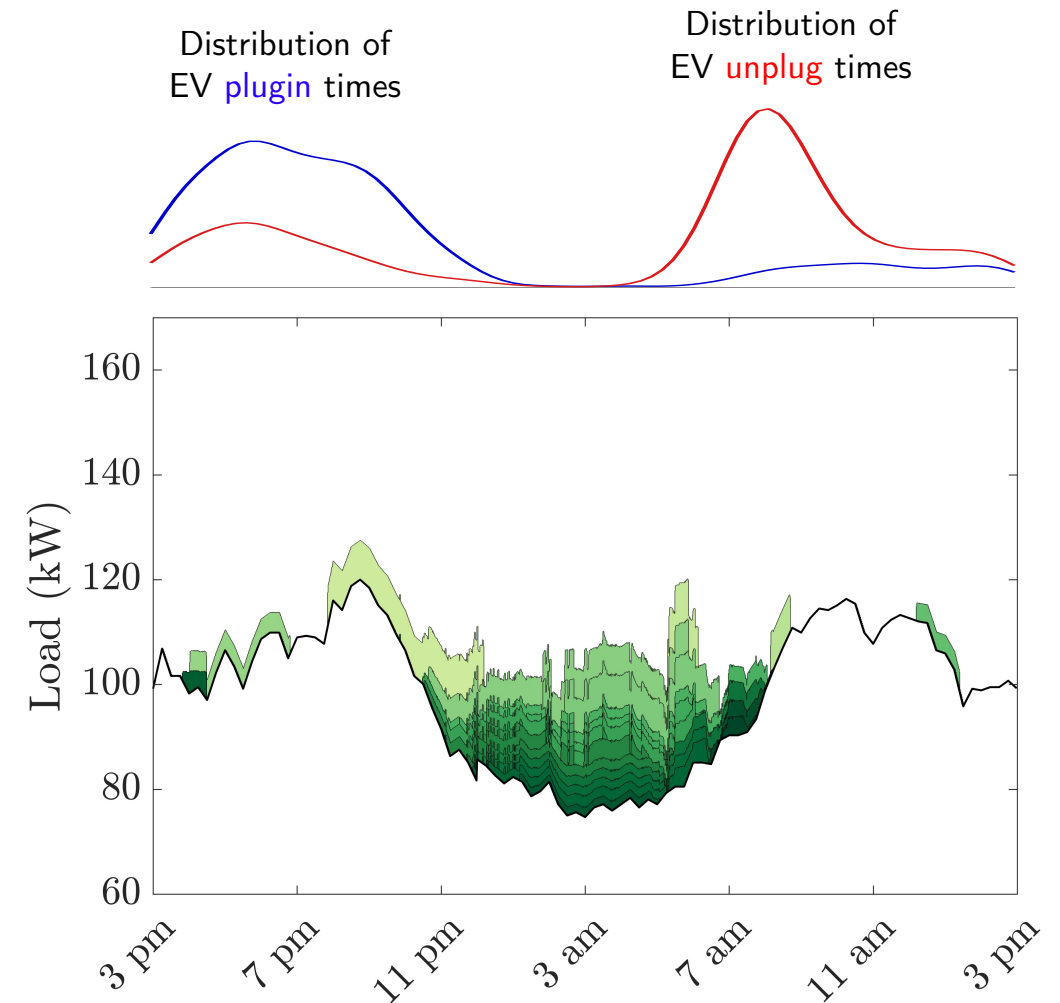 Distribution of
EV plugin times
Distribution of
EV unplug times
Load (kW)
160
140
120
100
80
60
3 pm
7 pm
11 pm
3 am
7 am
11 am
3 pm